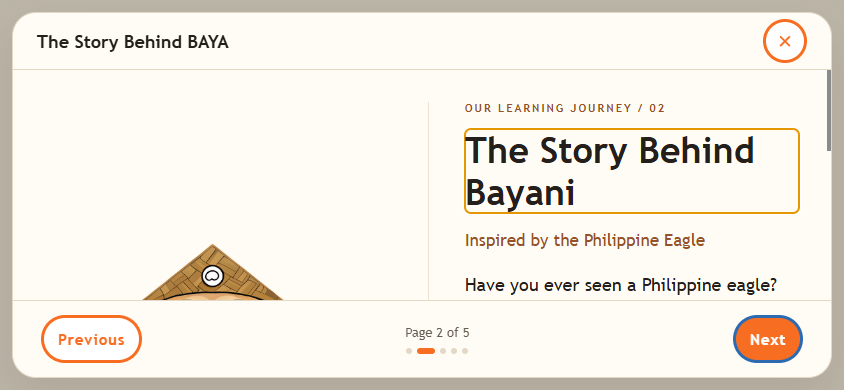 The Story Behind BAYA
OUR LEARNING JOURNEY / 02
The Story Behind
Bayani
Inspired by the Philippine Eagle
Have you ever seen a Philippine eagle?
Previous
Page 2 of 5
Next